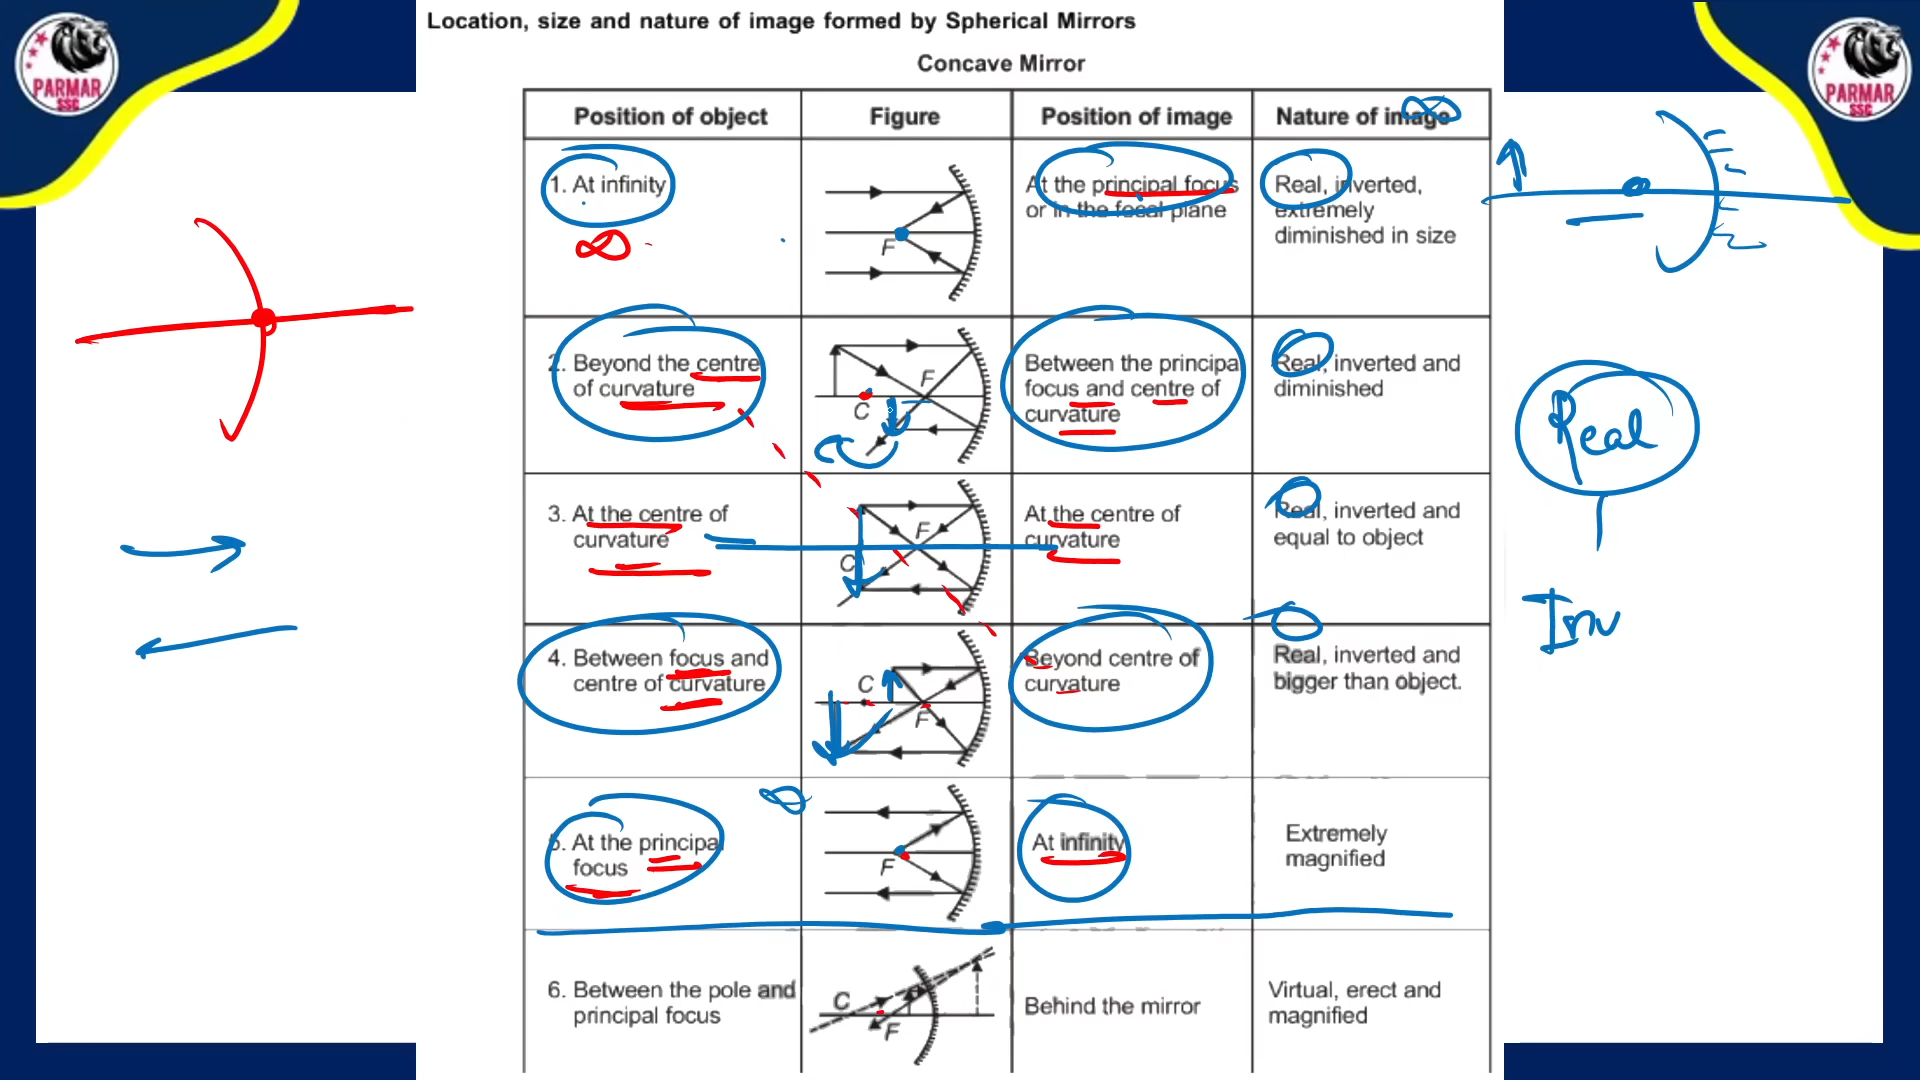 Location, size and nature of image formed by Spherical Mirrors
Concave Mirror
PARMAR
SSC
PARMAR
SSC
Position of object
Figure
Position of image
Nature of image
∞
1. At infinity
∞
F
At the principal focus
or in the focal plane
Real, inverted,
extremely
diminished in size
2. Beyond the centre
of curvature
F
C
Between the principal
focus and centre of
curvature
Real, inverted and
diminished
3. At the centre of
curvature
F
C
At the centre of
curvature
Real, inverted and
equal to object
4. Between focus and
centre of curvature
C
F
Beyond centre of
curvature
Real, inverted and
bigger than object.
5. At the principal
focus
∞
F
At infinity
Extremely
magnified
6. Between the pole and
principal focus
C
F
Behind the mirror
Virtual, erect and
magnified
Real
Inv